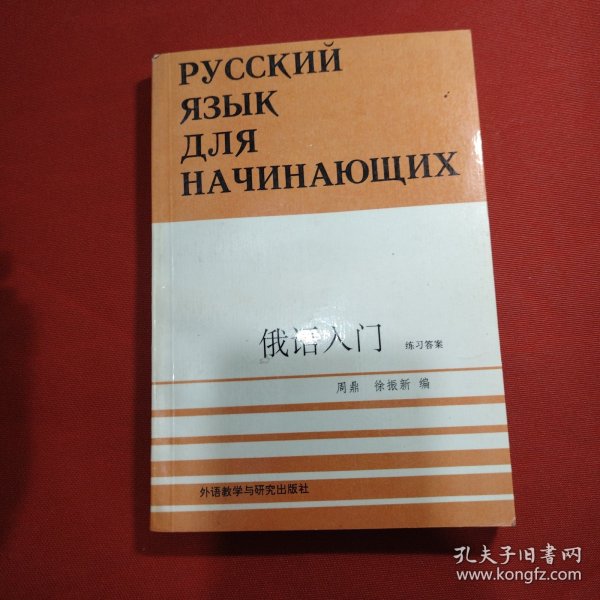 РУССКИЙ
ЯЗЫК
ДЛЯ
НАЧИНАЮЩИХ
俄语入门 练习答案
周鼎 徐振新 编
外语教学与研究出版社
孔夫子旧书网
www.kongfz.com